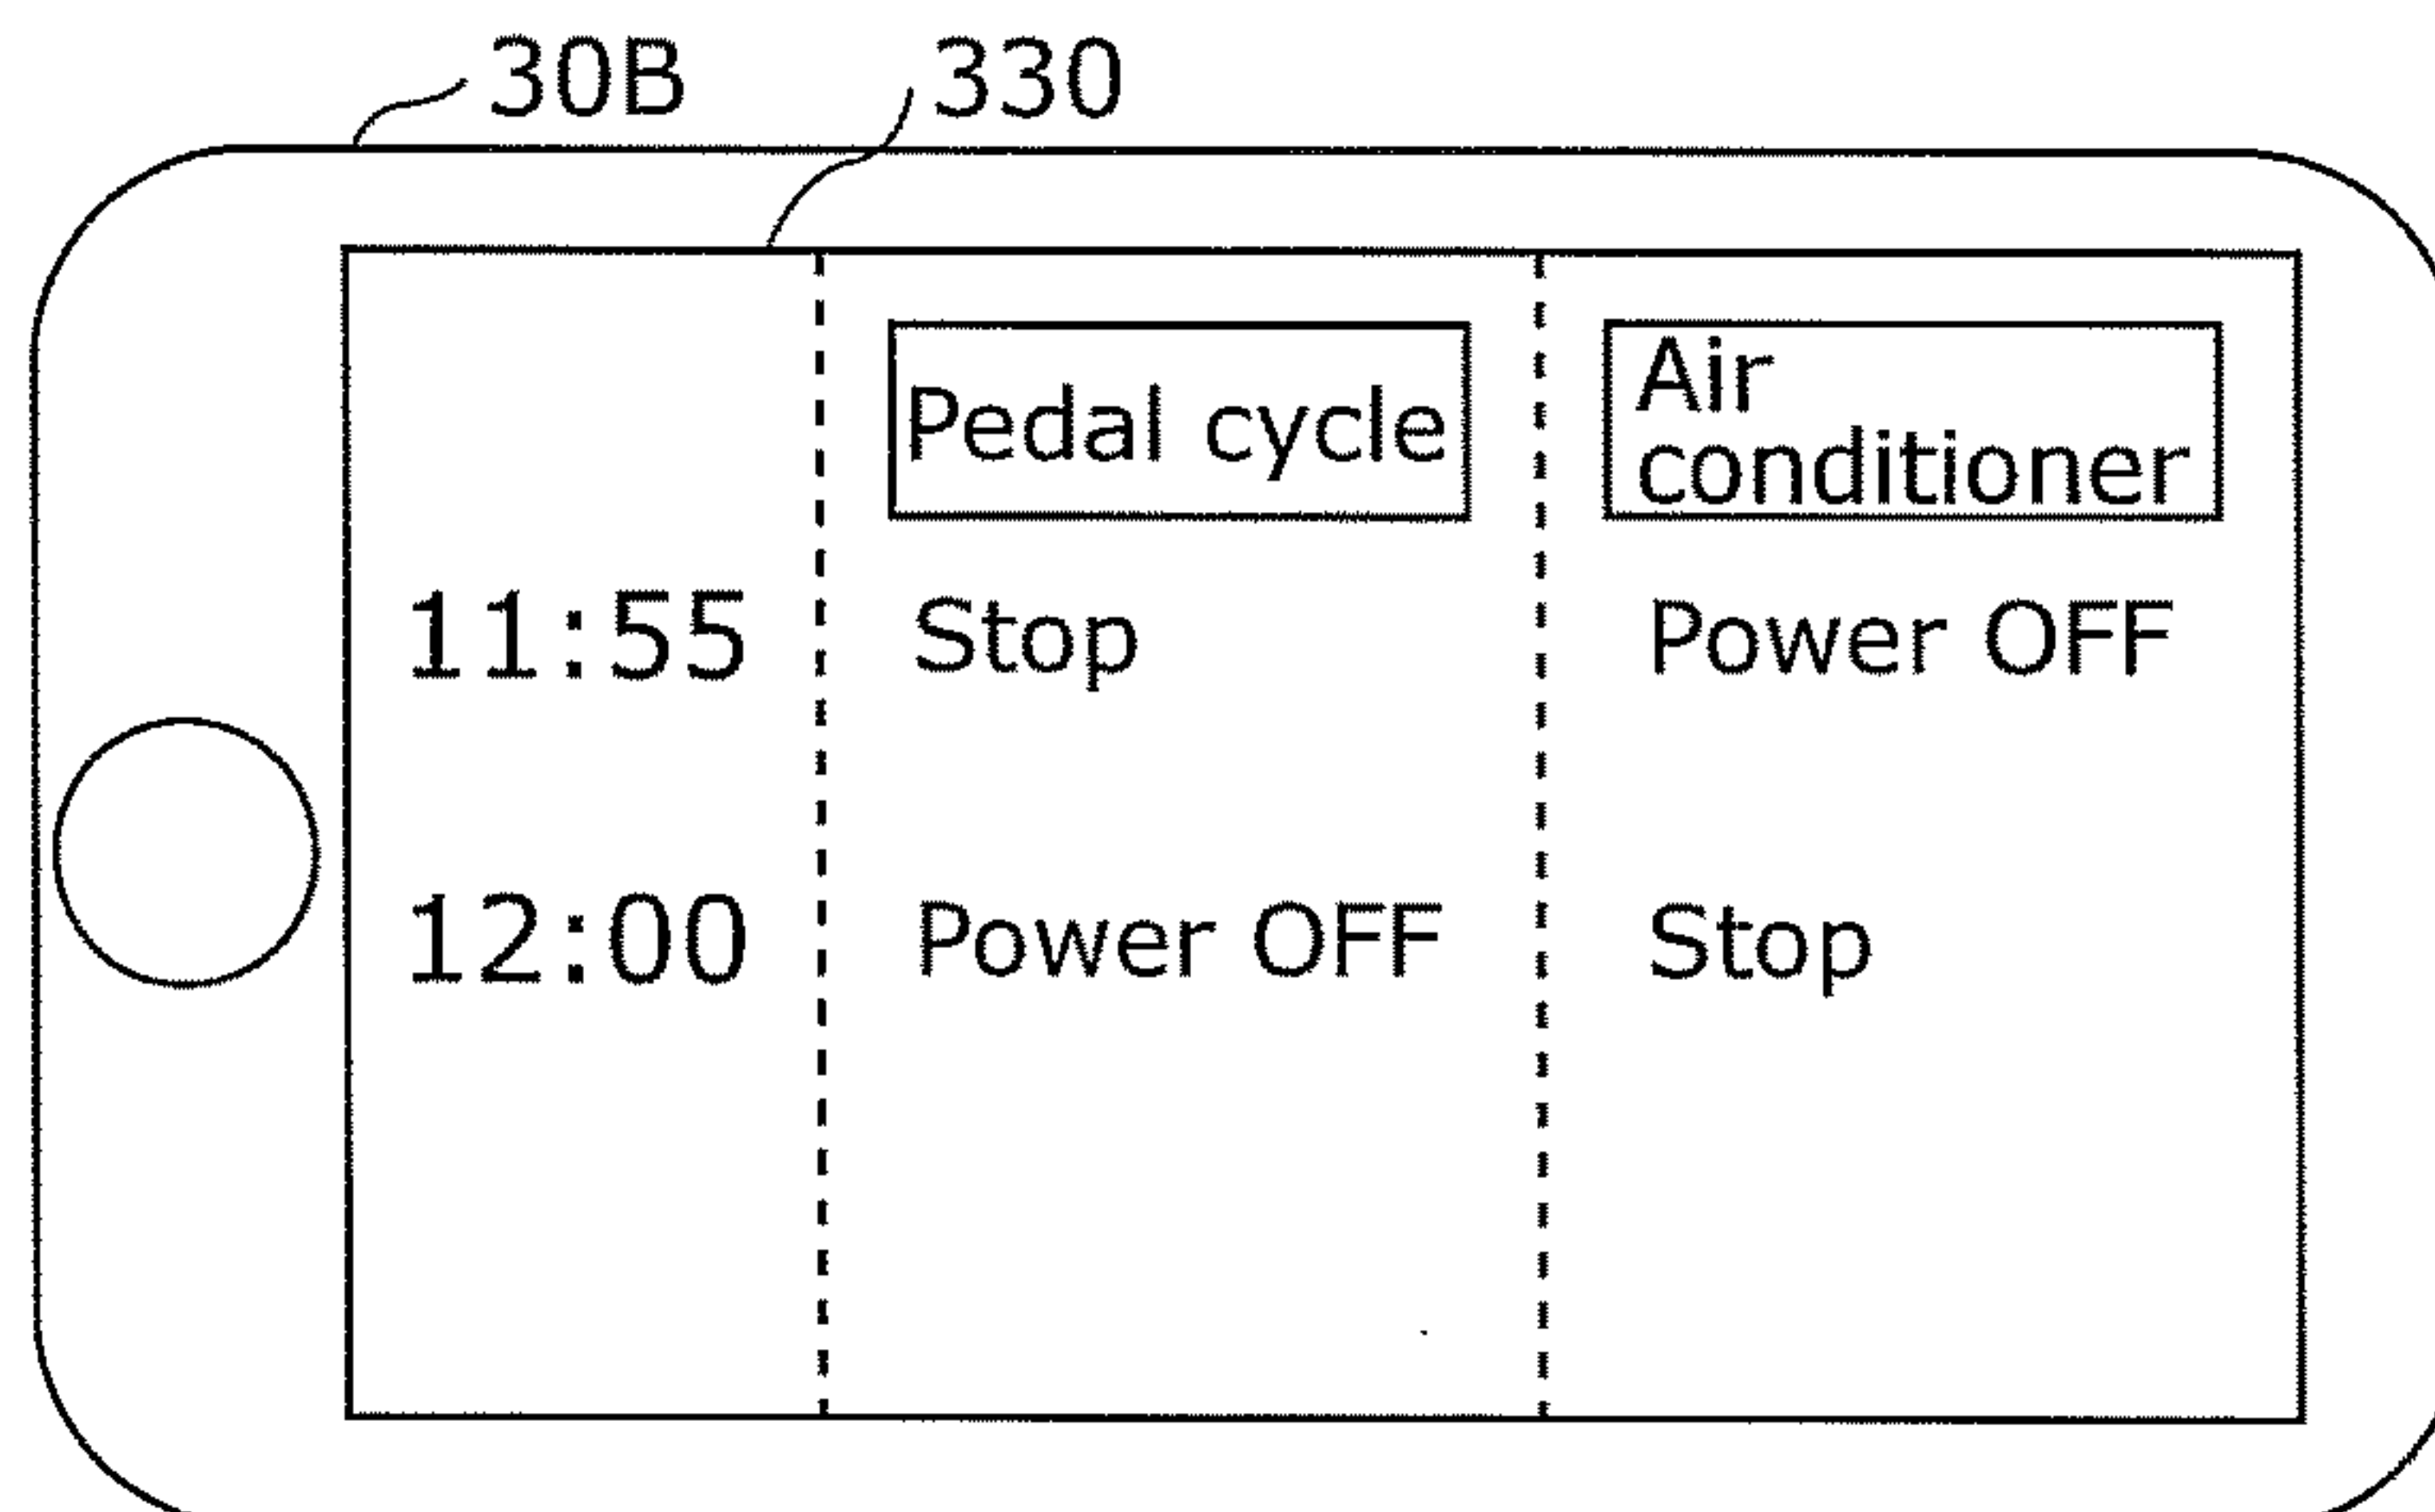 30B 330
Pedal cycle
Air
conditioner
11:55 Stop Power OFF
12:00 Power OFF Stop